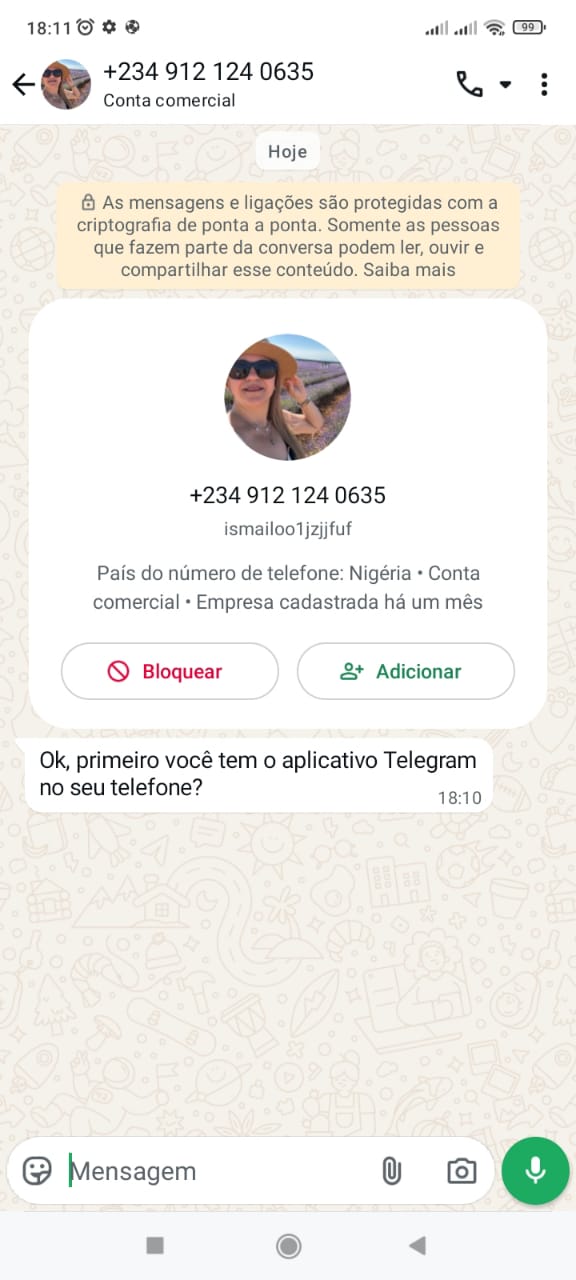 18:11
99
+234 912 124 0635
Conta comercial
Hoje
As mensagens e ligações são protegidas com a
criptografia de ponta a ponta. Somente as pessoas
que fazem parte da conversa podem ler, ouvir e
compartilhar esse conteúdo. Saiba mais
+234 912 124 0635
ismailoo1jzjjfuf
País do número de telefone: Nigéria • Conta
comercial • Empresa cadastrada há um mês
Bloquear
Adicionar
Ok, primeiro você tem o aplicativo Telegram
no seu telefone?
18:10
Mensagem